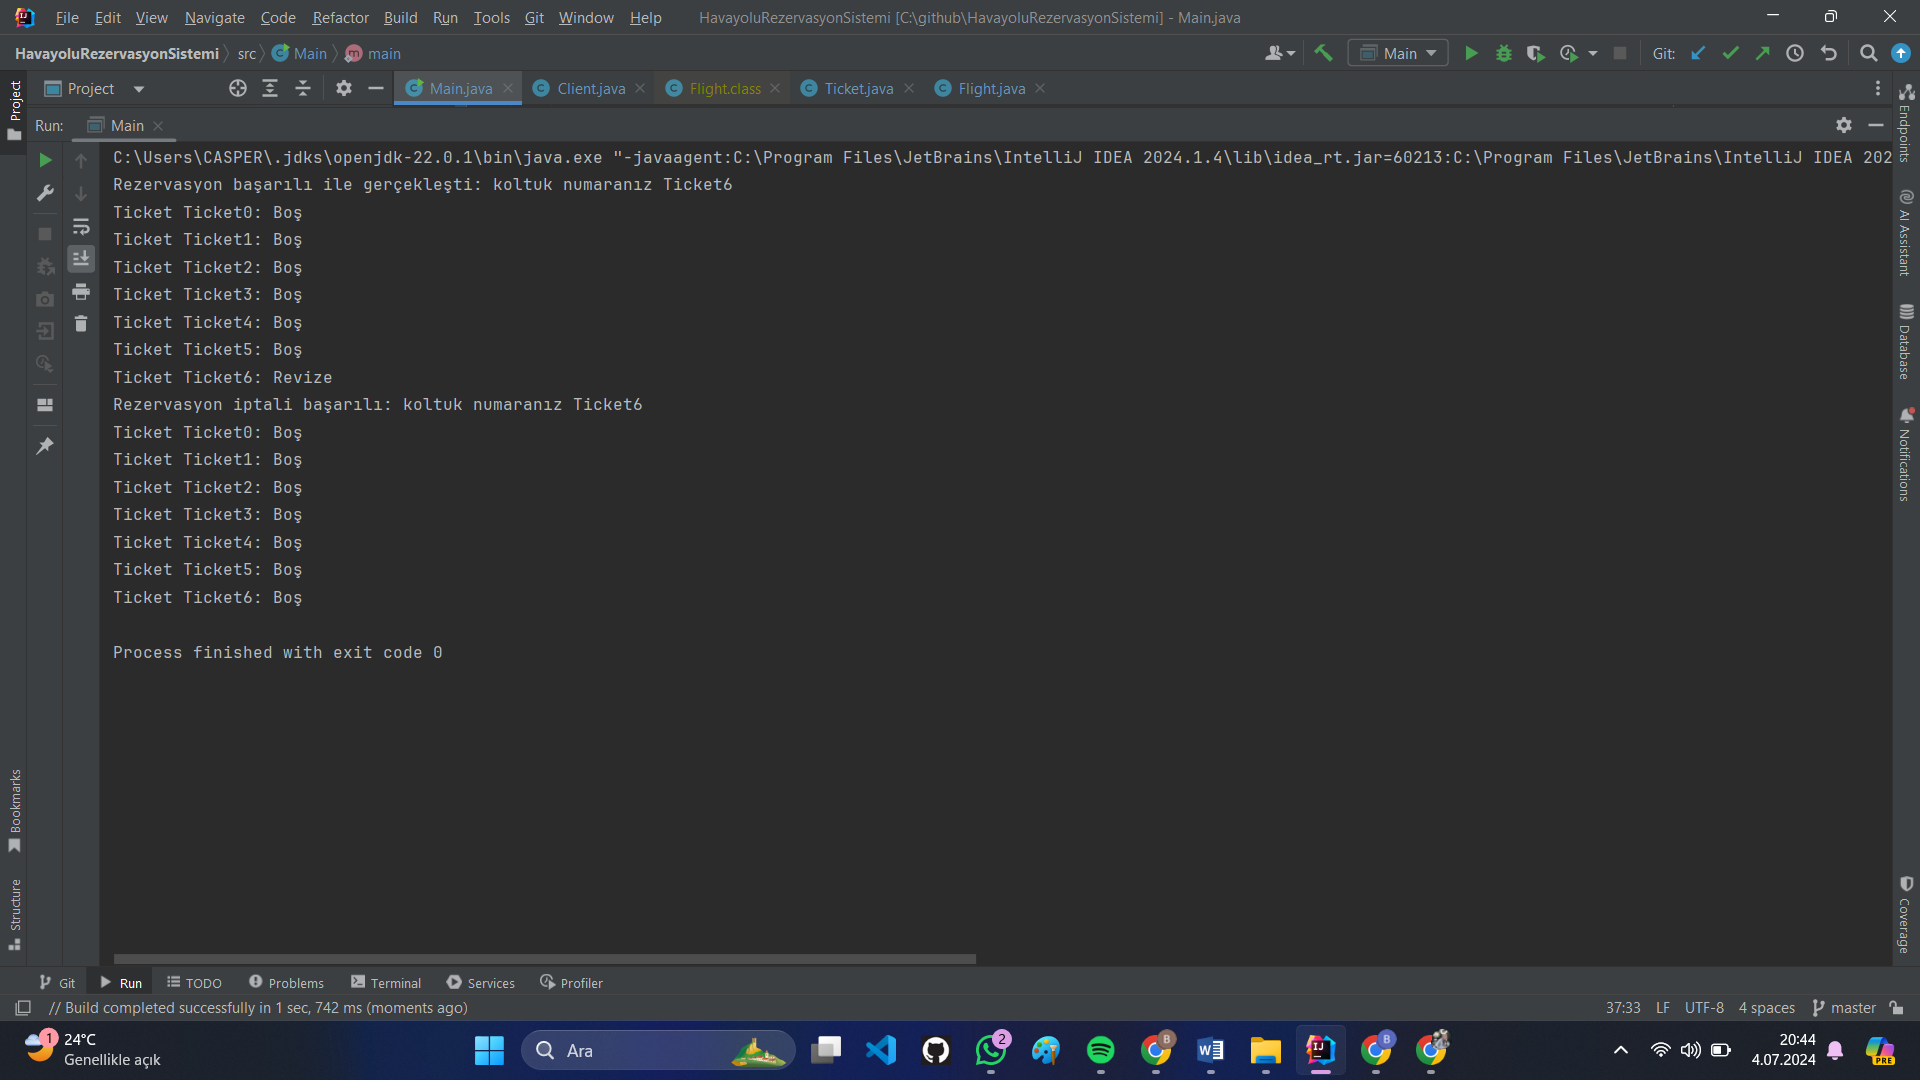 File Edit View Navigate Code Refactor Build Run Tools Git Window Help HavayoluRezervasyonSistemi [C:\github\HavayoluRezervasyonSistemi] - Main.java
HavayoluRezervasyonSistemi src Main main Main Git:
Project Main.java Client.java Flight.class Ticket.java Flight.java
Run: Main
C:\Users\CASPER\.jdks\openjdk-22.0.1\bin\java.exe "-javaagent:C:\Program Files\JetBrains\IntelliJ IDEA 2024.1.4\lib\idea_rt.jar=60213:C:\Program Files\JetBrains\IntelliJ IDEA 202
Rezervasyon başarılı ile gerçekleşti: koltuk numaranız Ticket6
Ticket Ticket0: Boş
Ticket Ticket1: Boş
Ticket Ticket2: Boş
Ticket Ticket3: Boş
Ticket Ticket4: Boş
Ticket Ticket5: Boş
Ticket Ticket6: Revize
Rezervasyon iptali başarılı: koltuk numaranız Ticket6
Ticket Ticket0: Boş
Ticket Ticket1: Boş
Ticket Ticket2: Boş
Ticket Ticket3: Boş
Ticket Ticket4: Boş
Ticket Ticket5: Boş
Ticket Ticket6: Boş
Process finished with exit code 0
Project
Bookmarks
Structure
Endpoints
AI Assistant
Database
Notifications
Coverage
Git Run TODO Problems Terminal Services Profiler
// Build completed successfully in 1 sec, 742 ms (moments ago) 37:33 LF UTF-8 4 spaces master
1 24°C
Genellikle açık
Ara
2
B
B
20:44
4.07.2024
PRE